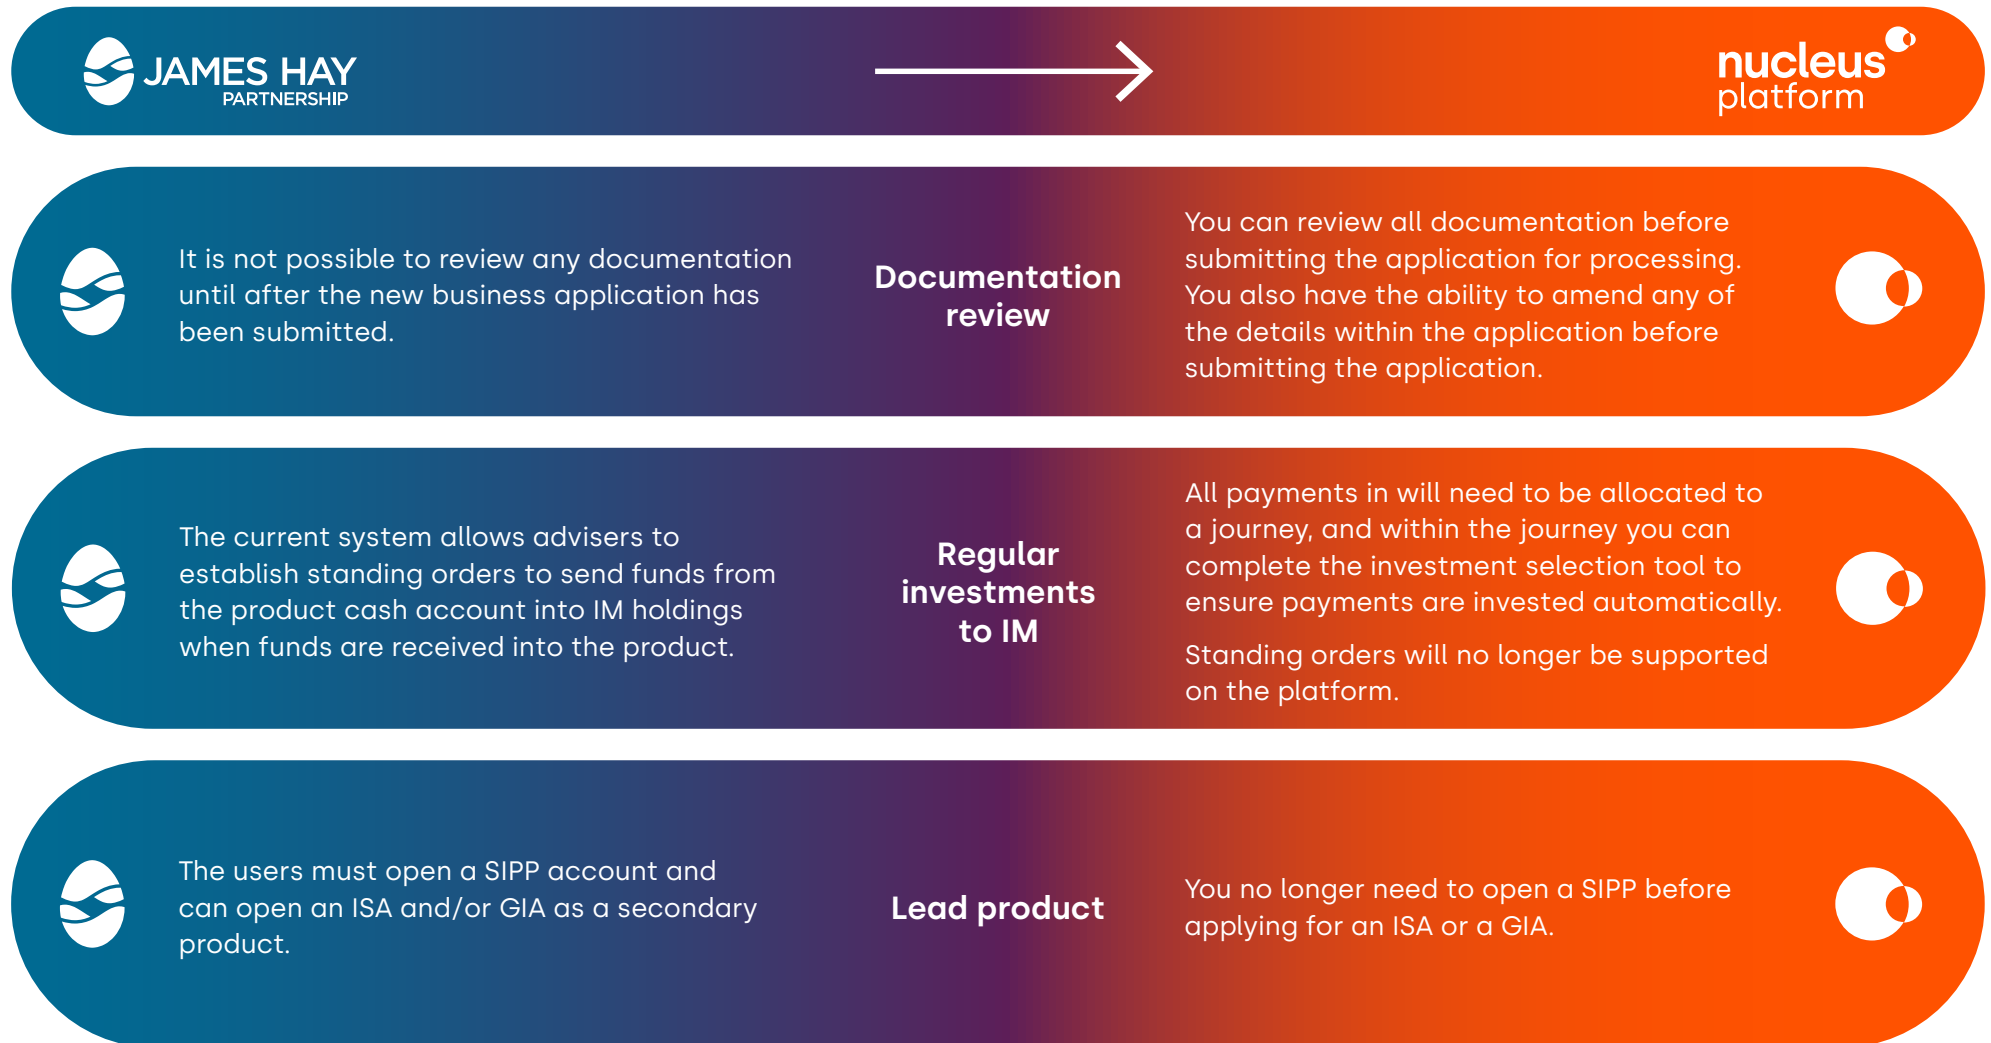 JAMES HAY
PARTNERSHIP
nucleus
platform
It is not possible to review any documentation
until after the new business application has
been submitted.
Documentation
review
You can review all documentation before
submitting the application for processing.
You also have the ability to amend any of
the details within the application before
submitting the application.
The current system allows advisers to
establish standing orders to send funds from
the product cash account into IM holdings
when funds are received into the product.
Regular
investments
to IM
All payments in will need to be allocated to
a journey, and within the journey you can
complete the investment selection tool to
ensure payments are invested automatically.
Standing orders will no longer be supported
on the platform.
The users must open a SIPP account and
can open an ISA and/or GIA as a secondary
product.
Lead product
You no longer need to open a SIPP before
applying for an ISA or a GIA.